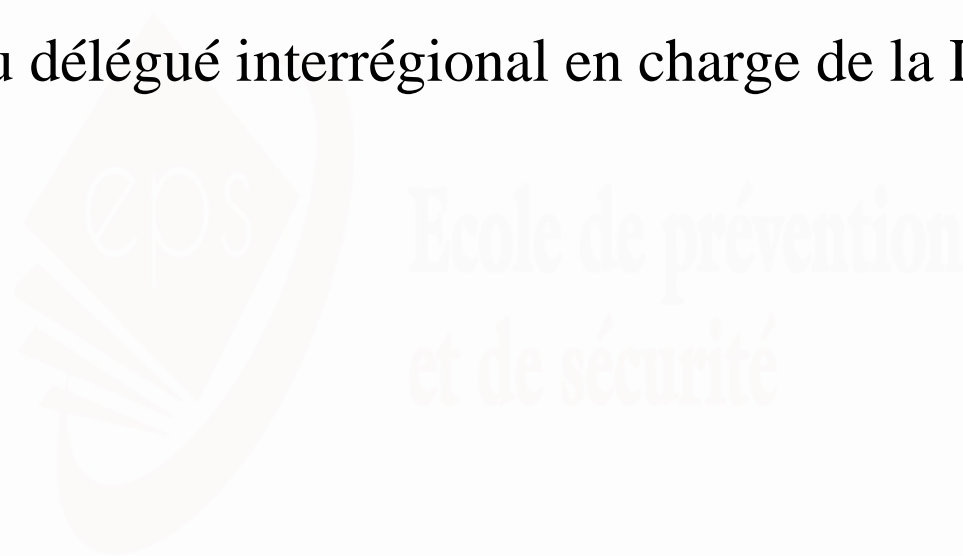 u délégué interrégional en charge de la
eps
Ecole de prévention
et de sécurité